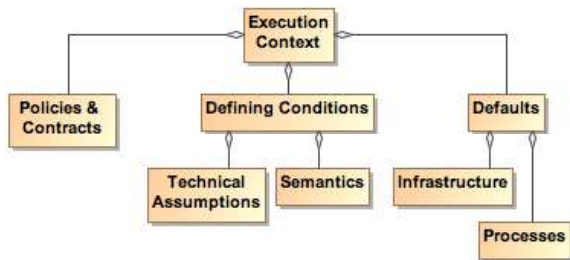 Execution
Context
Policies &
Contracts
Defining Conditions
Defaults
Technical
Assumptions
Semantics
Infrastructure
Processes